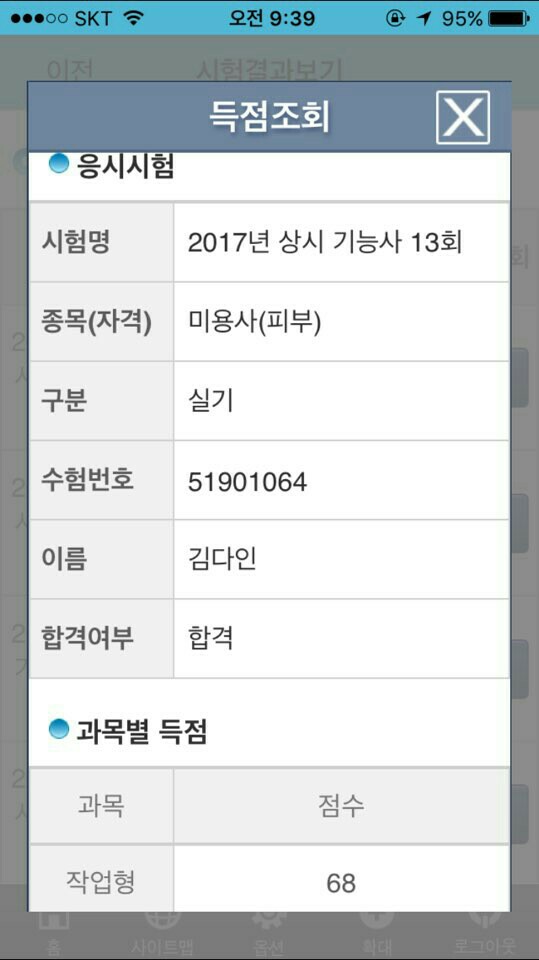 SKT 오전 9:39 95%
이전 시험결과보기
득점조회
응시시험
시험명 2017년 상시 기능사 13회
종목(자격) 미용사(피부)
구분 실기
수험번호 51901064
이름 김다인
합격여부 합격
과목별 득점
과목 점수
작업형 68
홈 사이트맵 옵션 확대 로그아웃